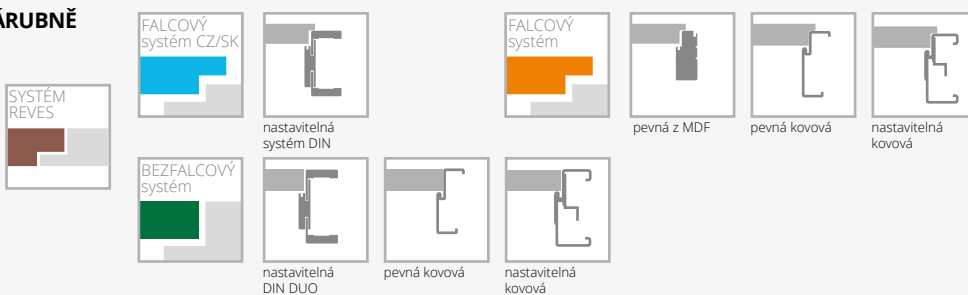 ÁRUBNĚ
SYSTÉM
REVES
FALCOVÝ
systém CZ/SK
nastavitelná
systém DIN
FALCOVÝ
systém
pevná z MDF
pevná kovová
nastavitelná
kovová
BEZFALCOVÝ
systém
nastavitelná
DIN DUO
pevná kovová
nastavitelná
kovová